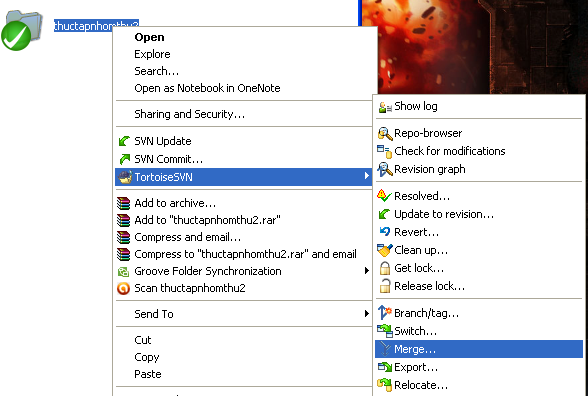 thuctapnhomthu2
Open
Explore
Search...
Open as Notebook in OneNote
Sharing and Security...
SVN Update
SVN Commit...
TortoiseSVN
Add to archive...
Add to "thuctapnhomthu2.rar"
Compress and email...
Compress to "thuctapnhomthu2.rar" and email
Groove Folder Synchronization
Scan thuctapnhomthu2
Send To
Cut
Copy
Paste
Show log
Repo-browser
Check for modifications
Revision graph
Resolved...
Update to revision...
Revert...
Clean up...
Get lock...
Release lock...
Branch/tag...
Switch...
Merge...
Export...
Relocate...